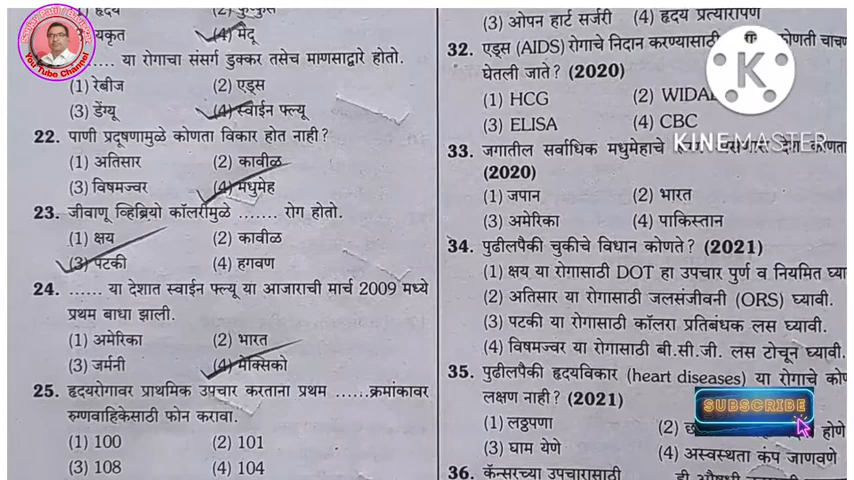 (1) हृदय (2) फुफ्फुस
यकृत (4) मेंदू
....... या रोगाचा संसर्ग डुक्कर तसेच माणसाद्वारे होतो.
(1) रेबीज (2) एड्स
(3) डेंग्यू (4) स्वाईन फ्ल्यू
22. पाणी प्रदूषणामुळे कोणता विकार होत नाही?
(1) अतिसार (2) कावीळ
(3) विषमज्वर (4) मधुमेह
23. जीवाणू व्हिब्रियो कॉलरीमुळे ....... रोग होतो.
(1) क्षय (2) कावीळ
(3) पटकी (4) हगवण
24. ...... या देशात स्वाईन फ्ल्यू या आजाराची मार्च 2009 मध्ये
प्रथम बाधा झाली.
(1) अमेरिका (2) भारत
(3) जर्मनी (4) मेक्सिको
25. हृदयरोगावर प्राथमिक उपचार करताना प्रथम ......क्रमांकावर
रुग्णवाहिकेसाठी फोन करावा.
(1) 100 (2) 101
(3) 108 (4) 104
(3) ओपन हार्ट सर्जरी (4) हृदय प्रत्यारोपण
32. एड्स (AIDS) रोगाचे निदान करण्यासाठी कोणती चाचणी
घेतली जाते? (2020)
(1) HCG (2) WIDAL
(3) ELISA (4) CBC
33. जगातील सर्वाधिक मधुमेहाचे देश कोणता
(2020)
(1) जपान (2) भारत
(3) अमेरिका (4) पाकिस्तान
34. पुढीलपैकी चुकीचे विधान कोणते? (2021)
(1) क्षय या रोगासाठी DOT हा उपचार पुर्ण व नियमित घ्या
(2) अतिसार या रोगासाठी जलसंजीवनी (ORS) घ्यावी.
(3) पटकी या रोगासाठी कॉलरा प्रतिबंधक लस घ्यावी.
(4) विषमज्वर या रोगासाठी बी.सी.जी. लस टोचून घ्यावी.
35. पुढीलपैकी हृदयविकार (heart diseases) या रोगाचे को
लक्षण नाही? (2021)
(1) लठ्ठपणा (2) होणे
(3) घाम येणे (4) अस्वस्थता कंप जाणवणे
36. कॅन्सरच्या उपचारासाठी
You Tube Channel
K
KINEMASTER
SUBSCRIBE